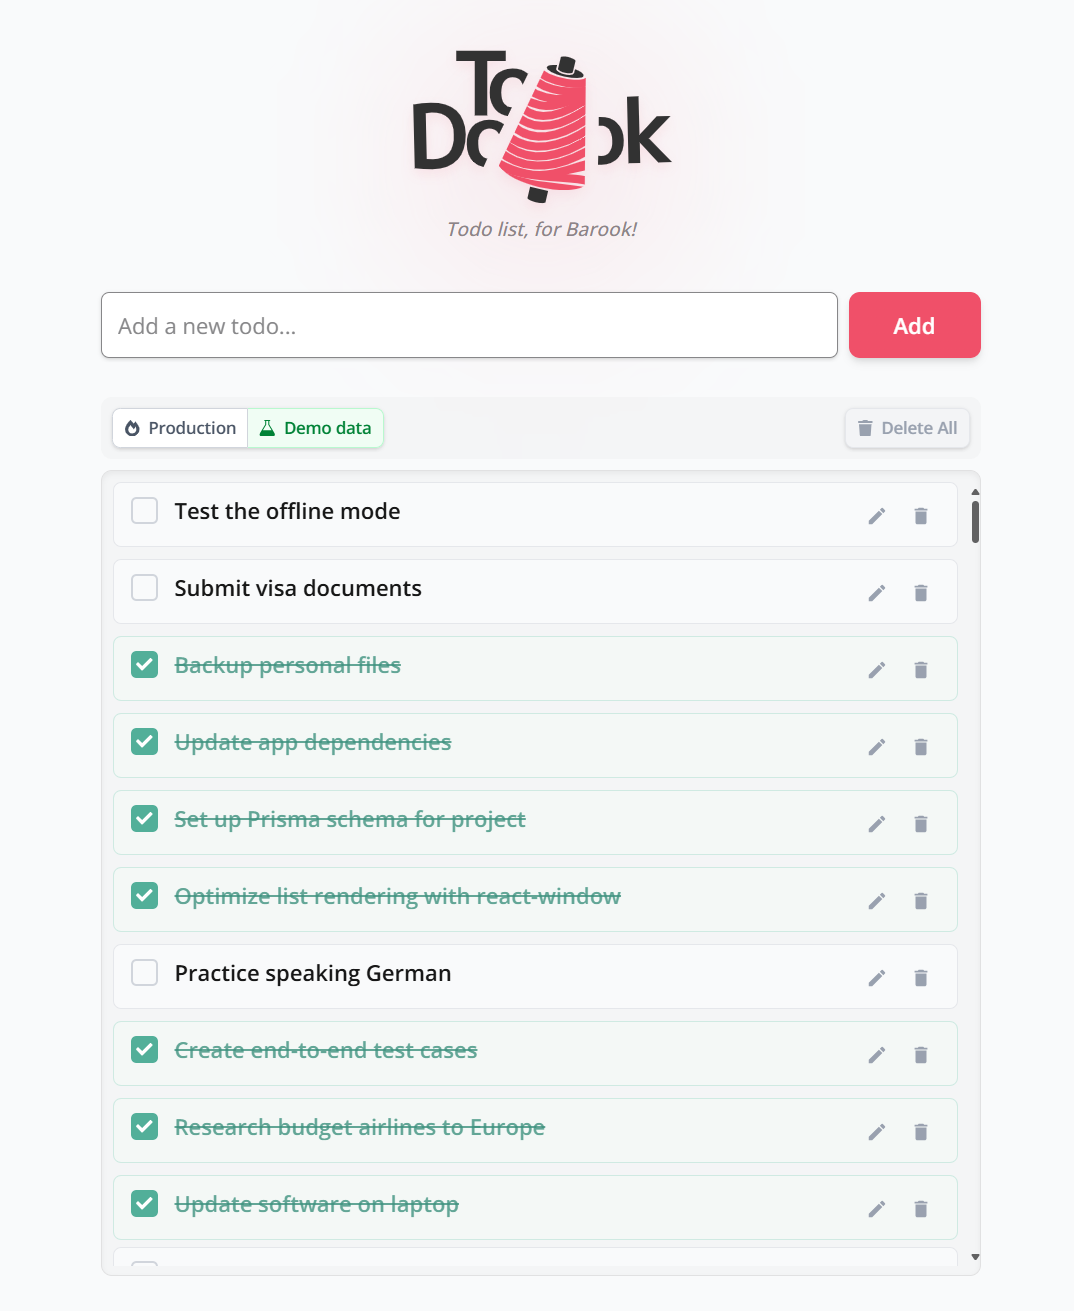 To
Do ok
Todo list, for Barook!
Add a new todo...
Add
Production
Demo data
Delete All
Test the offline mode
Submit visa documents
Backup personal files
Update app dependencies
Set up Prisma schema for project
Optimize list rendering with react-window
Practice speaking German
Create end-to-end test cases
Research budget airlines to Europe
Update software on laptop